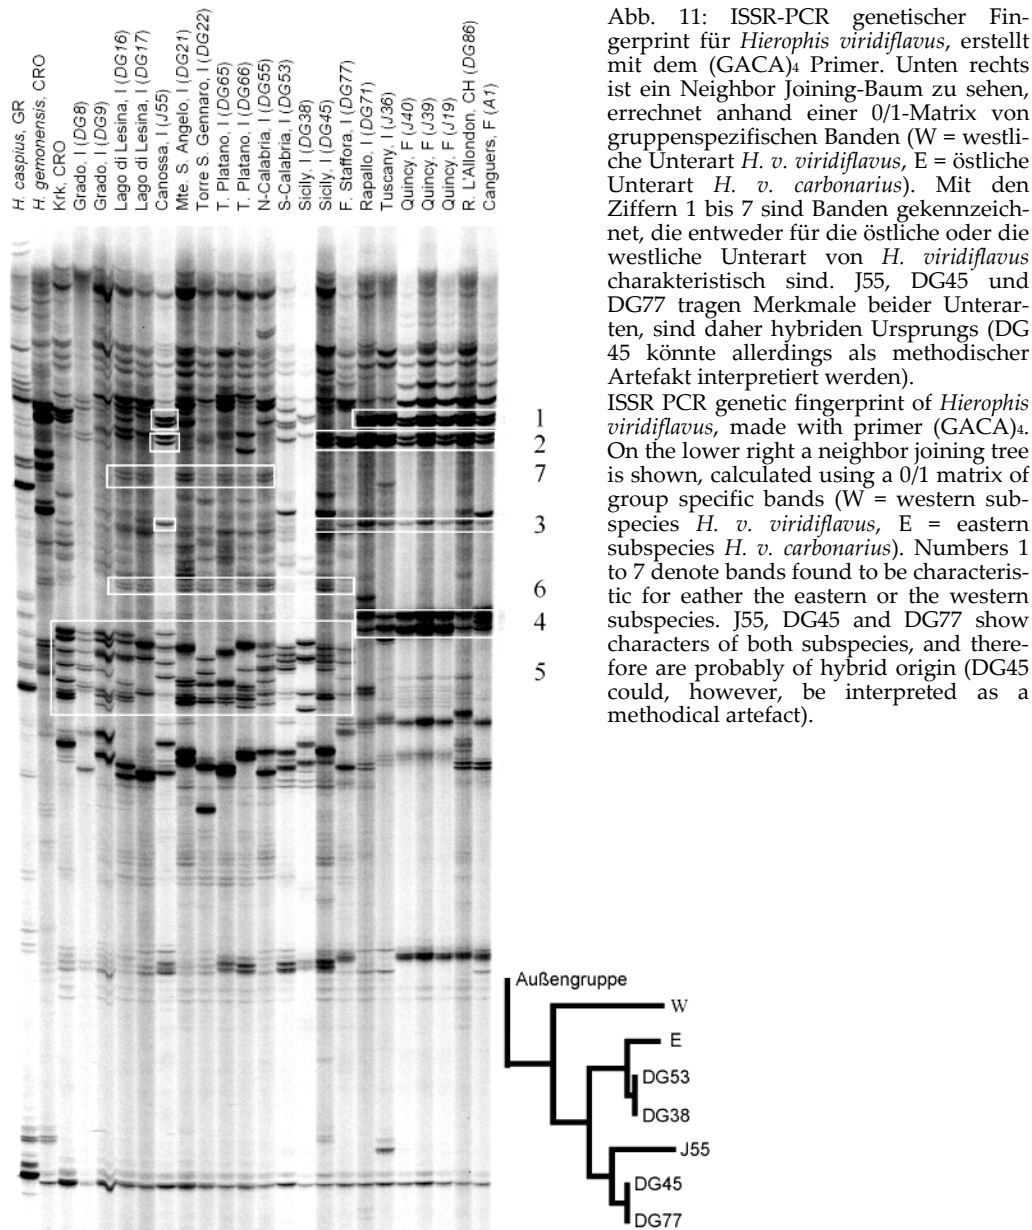 H. caspius, GR
H. gemonensis, CRO
Krk, CRO
Grado, I (DG8)
Grado, I (DG9)
Lago di Lesina, I (DG16)
Lago di Lesina, I (DG17)
Canossa, I (J55)
Mte. S. Angelo, I (DG21)
Torre S. Gennaro, I (DG22)
T. Platano, I (DG65)
T. Platano, I (DG66)
N-Calabria, I (DG55)
S-Calabria, I (DG53)
Sicily, I (DG38)
Sicily, I (DG45)
F. Staffora, I (DG77)
Rapallo, I (DG71)
Tuscany, I (J36)
Quincy, F (J40)
Quincy, F (J39)
Quincy, F (J19)
R. L'Allondon, CH (DG86)
Canguers, F (A1)
1
2
7
3
6
4
5
Abb. 11: ISSR-PCR genetischer Fin-
gerprint für Hierophis viridiflavus, erstellt
mit dem (GACA)₄ Primer. Unten rechts
ist ein Neighbor Joining-Baum zu sehen,
errechnet anhand einer 0/1-Matrix von
gruppenspezifischen Banden (W = westli-
che Unterart H. v. viridiflavus, E = östliche
Unterart H. v. carbonarius). Mit den
Ziffern 1 bis 7 sind Banden gekennzeich-
net, die entweder für die östliche oder die
westliche Unterart von H. viridiflavus
charakteristisch sind. J55, DG45 und
DG77 tragen Merkmale beider Unterar-
ten, sind daher hybriden Ursprungs (DG
45 könnte allerdings als methodischer
Artefakt interpretiert werden).
ISSR PCR genetic fingerprint of Hierophis
viridiflavus, made with primer (GACA)₄.
On the lower right a neighbor joining tree
is shown, calculated using a 0/1 matrix of
group specific bands (W = western sub-
species H. v. viridiflavus, E = eastern
subspecies H. v. carbonarius). Numbers 1
to 7 denote bands found to be characteris-
tic for eather the eastern or the western
subspecies. J55, DG45 and DG77 show
characters of both subspecies, and there-
fore are probably of hybrid origin (DG45
could, however, be interpreted as a
methodical artefact).
Außengruppe
W
E
DG53
DG38
J55
DG45
DG77